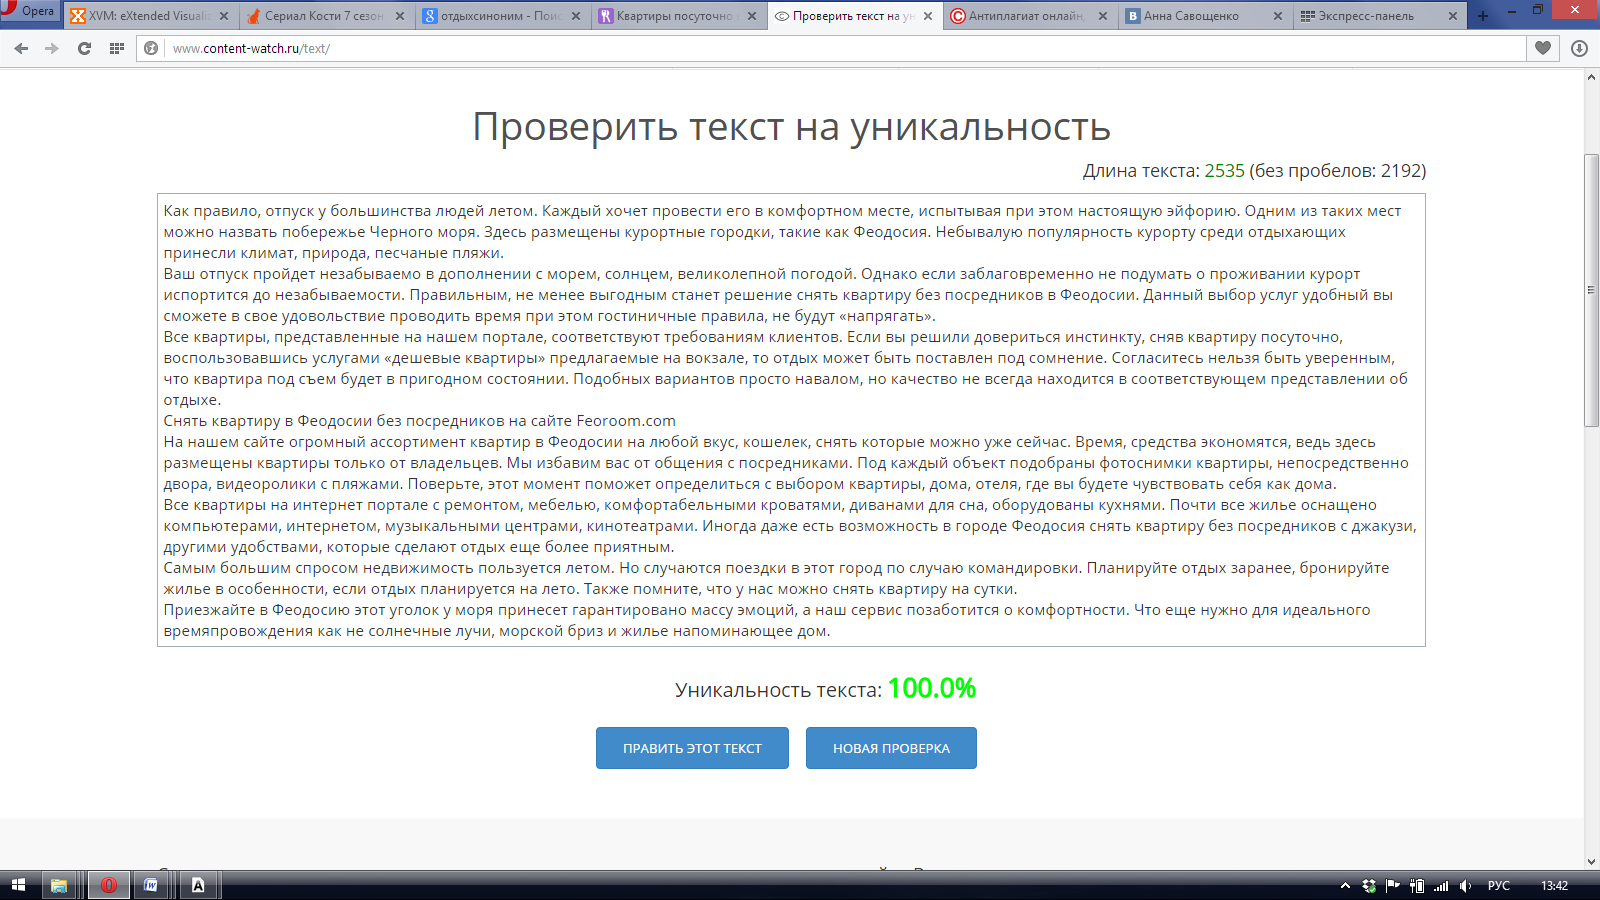 Opera
XVM: eXtended Visuali
Сериал Кости 7 сезон
отдыхсиноним - Поис
Квартиры посуточно
Проверить текст на ун
Антиплагиат онлайн,
Анна Савощенко
Экспресс-панель
www.content-watch.ru/text/
Проверить текст на уникальность
Длина текста: 2535 (без пробелов: 2192)
Как правило, отпуск у большинства людей летом. Каждый хочет провести его в комфортном месте, испытывая при этом настоящую эйфорию. Одним из таких мест
можно назвать побережье Черного моря. Здесь размещены курортные городки, такие как Феодосия. Небывалую популярность курорту среди отдыхающих
принесли климат, природа, песчаные пляжи.
Ваш отпуск пройдет незабываемо в дополнении с морем, солнцем, великолепной погодой. Однако если заблаговременно не подумать о проживании курорт
испортится до незабываемости. Правильным, не менее выгодным станет решение снять квартиру без посредников в Феодосии. Данный выбор услуг удобный вы
сможете в свое удовольствие проводить время при этом гостиничные правила, не будут «напрягать».
Все квартиры, представленные на нашем портале, соответствуют требованиям клиентов. Если вы решили довериться инстинкту, сняв квартиру посуточно,
воспользовавшись услугами «дешевые квартиры» предлагаемые на вокзале, то отдых может быть поставлен под сомнение. Согласитесь нельзя быть уверенным,
что квартира под съем будет в пригодном состоянии. Подобных вариантов просто навалом, но качество не всегда находится в соответствующем представлении об
отдыхе.
Снять квартиру в Феодосии без посредников на сайте Feoroom.com
На нашем сайте огромный ассортимент квартир в Феодосии на любой вкус, кошелек, снять которые можно уже сейчас. Время, средства экономятся, ведь здесь
размещены квартиры только от владельцев. Мы избавим вас от общения с посредниками. Под каждый объект подобраны фотоснимки квартиры, непосредственно
двора, видеоролики с пляжами. Поверьте, этот момент поможет определиться с выбором квартиры, дома, отеля, где вы будете чувствовать себя как дома.
Все квартиры на интернет портале с ремонтом, мебелью, комфортабельными кроватями, диванами для сна, оборудованы кухнями. Почти все жилье оснащено
компьютерами, интернетом, музыкальными центрами, кинотеатрами. Иногда даже есть возможность в городе Феодосия снять квартиру без посредников с джакузи,
другими удобствами, которые сделают отдых еще более приятным.
Самым большим спросом недвижимость пользуется летом. Но случаются поездки в этот город по случаю командировки. Планируйте отдых заранее, бронируйте
жилье в особенности, если отдых планируется на лето. Также помните, что у нас можно снять квартиру на сутки.
Приезжайте в Феодосию этот уголок у моря принесет гарантировано массу эмоций, а наш сервис позаботится о комфортности. Что еще нужно для идеального
времяпровождения как не солнечные лучи, морской бриз и жилье напоминающее дом.
Уникальность текста: 100.0%
ПРАВИТЬ ЭТОТ ТЕКСТ
НОВАЯ ПРОВЕРКА
РУС
13:42